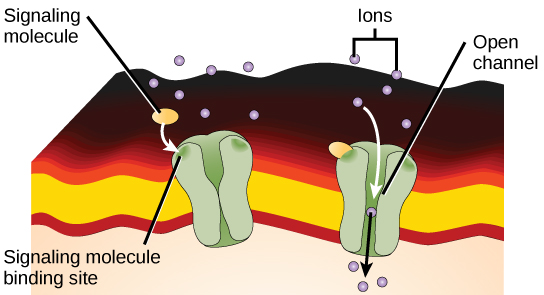 Signaling
molecule
Ions
Open
channel
Signaling molecule
binding site